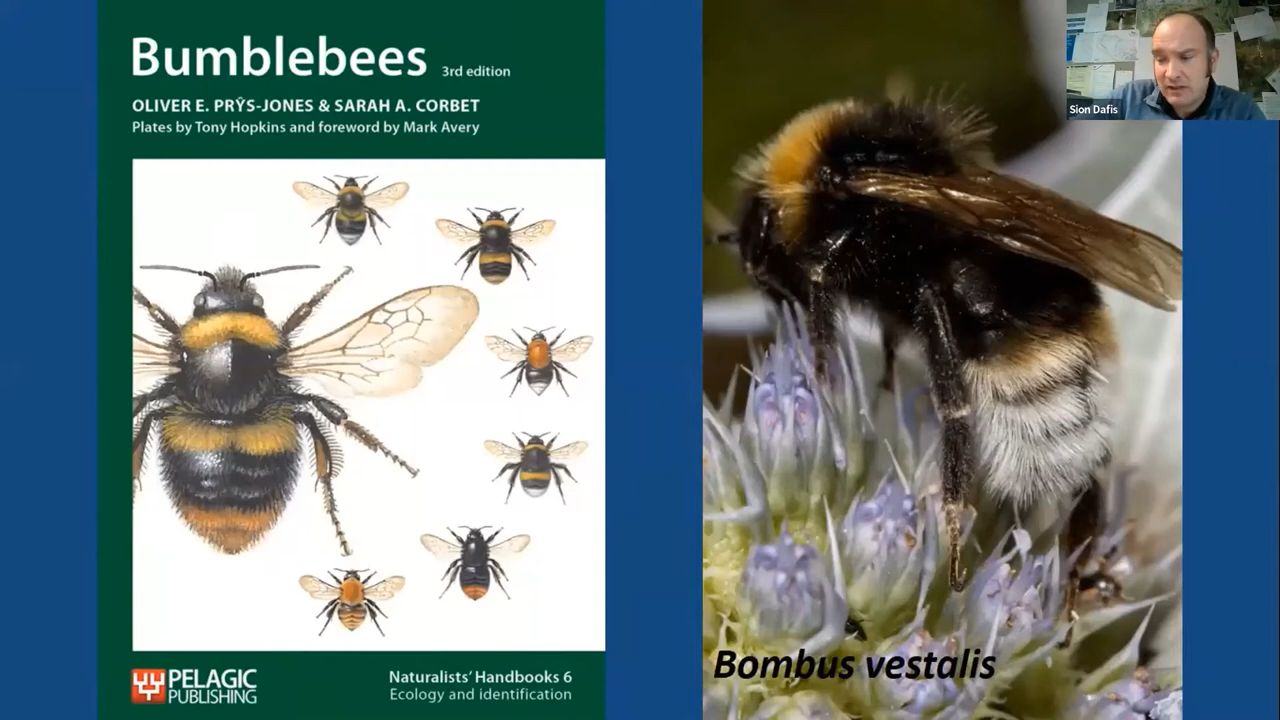 Bumblebees 3rd edition
OLIVER E. PRŶS-JONES & SARAH A. CORBET
Plates by Tony Hopkins and foreword by Mark Avery
PELAGIC
PUBLISHING
Naturalists' Handbooks 6
Ecology and identification
Sion Dafis
Bombus vestalis